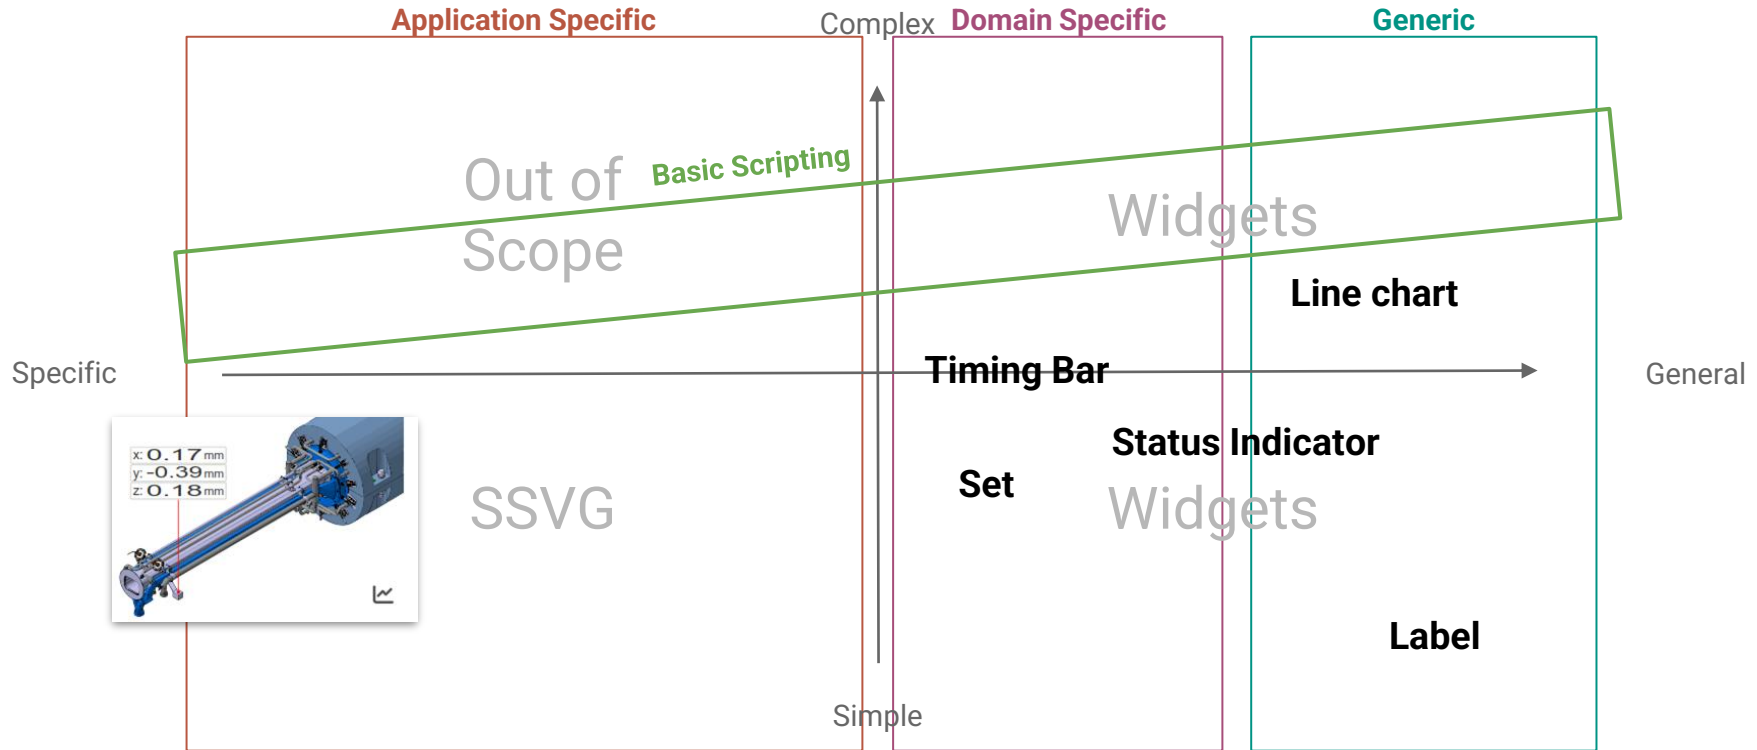 Application Specific
Complex
Domain Specific
Generic
Out of
Scope
Basic Scripting
Widgets
Line chart
Specific
Timing Bar
General
x: 0.17 mm
y: -0.39 mm
z: 0.18 mm
Status Indicator
Set
SSVG
Widgets
Label
Simple